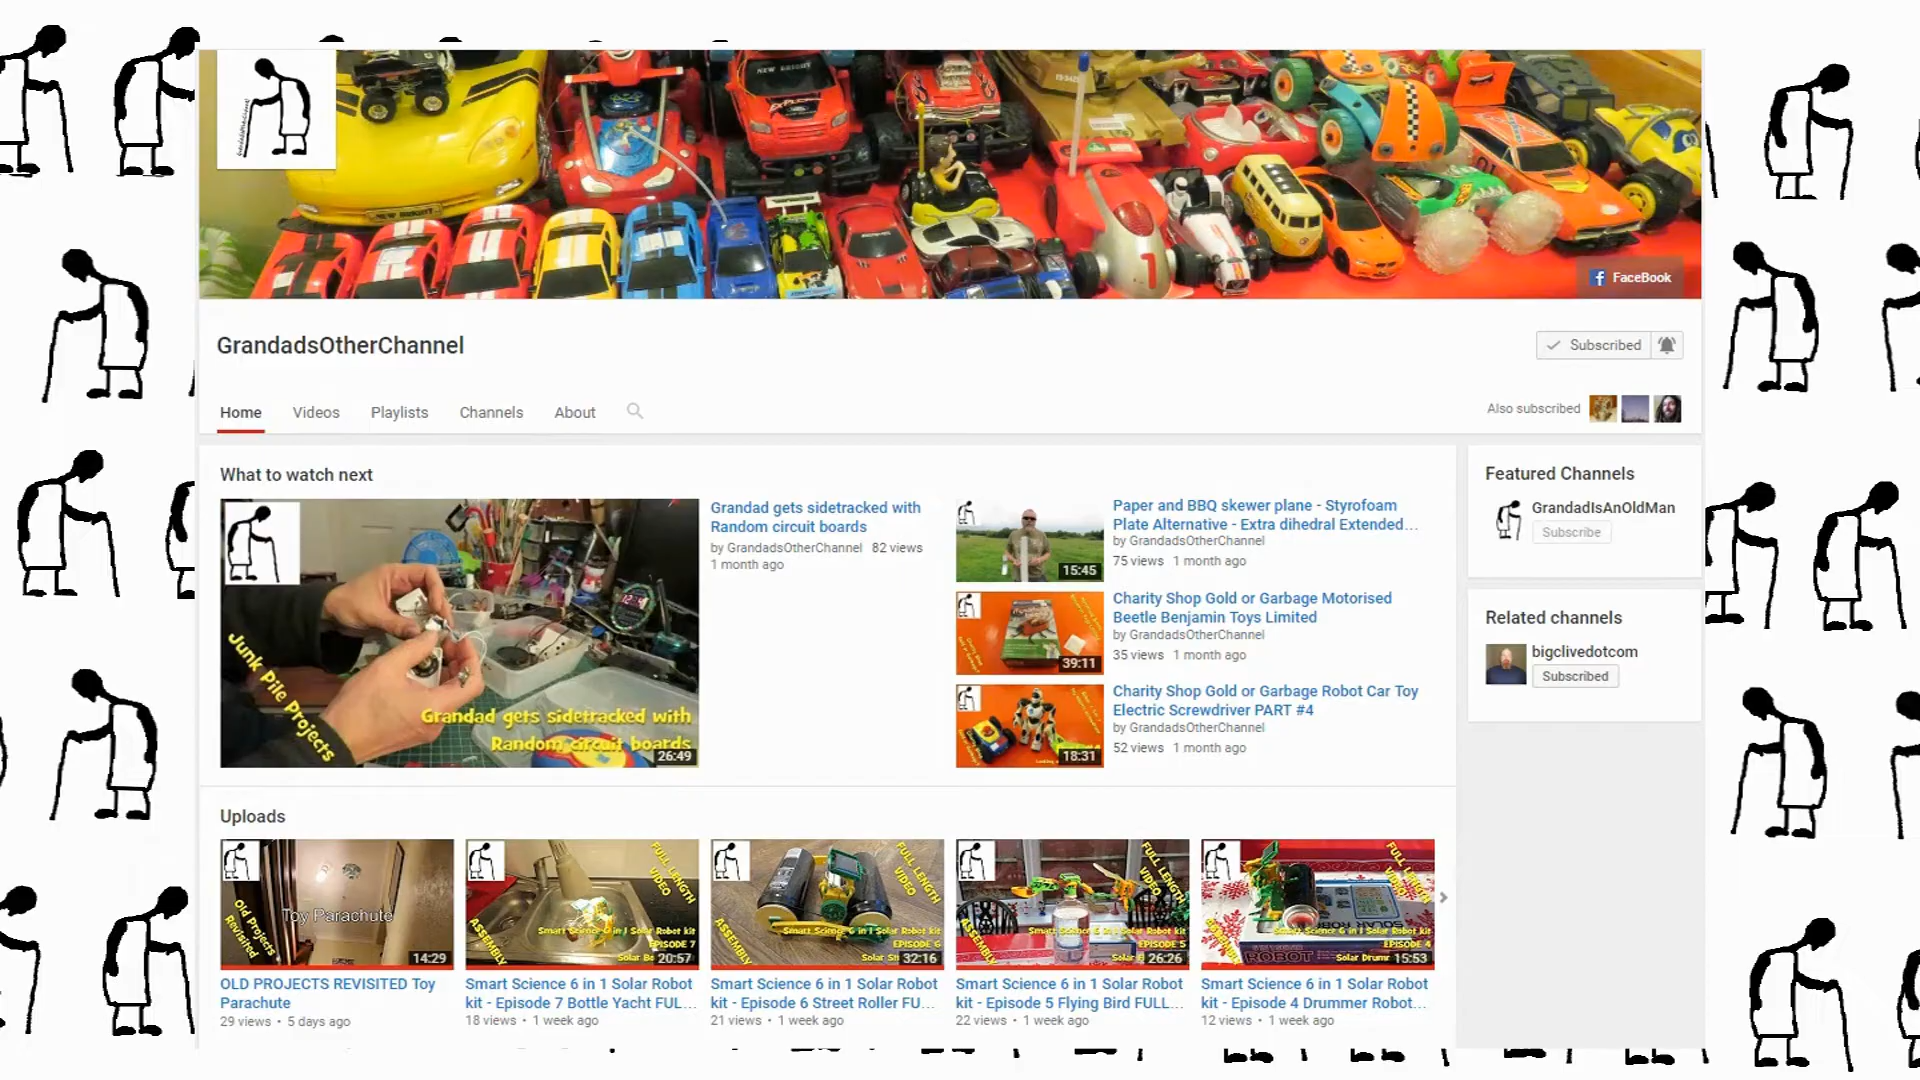 NEW BRIGHT
NEW BRIGHT
1
FaceBook
GrandadsOtherChannel
Subscribed
Home
Videos
Playlists
Channels
About
Also subscribed
What to watch next
Junk Pile Projects
Grandad gets sidetracked with
Random circuit boards
26:49
Grandad gets sidetracked with
Random circuit boards
by GrandadsOtherChannel 82 views
1 month ago
15:45
Paper and BBQ skewer plane - Styrofoam
Plate Alternative - Extra dihedral Extended...
by GrandadsOtherChannel
75 views 1 month ago
39:11
Charity Shop Gold or Garbage Motorised
Beetle Benjamin Toys Limited
by GrandadsOtherChannel
35 views 1 month ago
18:31
Charity Shop Gold or Garbage Robot Car Toy
Electric Screwdriver PART #4
by GrandadsOtherChannel
52 views 1 month ago
Featured Channels
GrandadIsAnOldMan
Subscribe
Related channels
bigclivedotcom
Subscribed
Uploads
Old Projects
Revisited
Toy Parachute
14:29
OLD PROJECTS REVISITED Toy
Parachute
29 views • 5 days ago
FULL LENGTH
VIDEO
ASSEMBLY
Smart Science 6 in 1 Solar Robot kit
EPISODE 7
Solar Bo
20:57
Smart Science 6 in 1 Solar Robot
kit - Episode 7 Bottle Yacht FUL...
18 views • 1 week ago
FULL LENGTH
VIDEO
ASSEMBLY
Smart Science 6 in 1 Solar Robot kit
EPISODE 6
Solar St
32:16
Smart Science 6 in 1 Solar Robot
kit - Episode 6 Street Roller FU...
21 views • 1 week ago
FULL LENGTH
VIDEO
ASSEMBLY
Smart Science 6 in 1 Solar Robot kit
EPISODE 5
26:26
Smart Science 6 in 1 Solar Robot
kit - Episode 5 Flying Bird FULL...
22 views • 1 week ago
FULL LENGTH
VIDEO
ASSEMBLY
Smart Science 6 in 1 Solar Robot kit
EPISODE 4
ROBOT
Solar Drumr
15:53
Smart Science 6 in 1 Solar Robot
kit - Episode 4 Drummer Robot...
12 views • 1 week ago